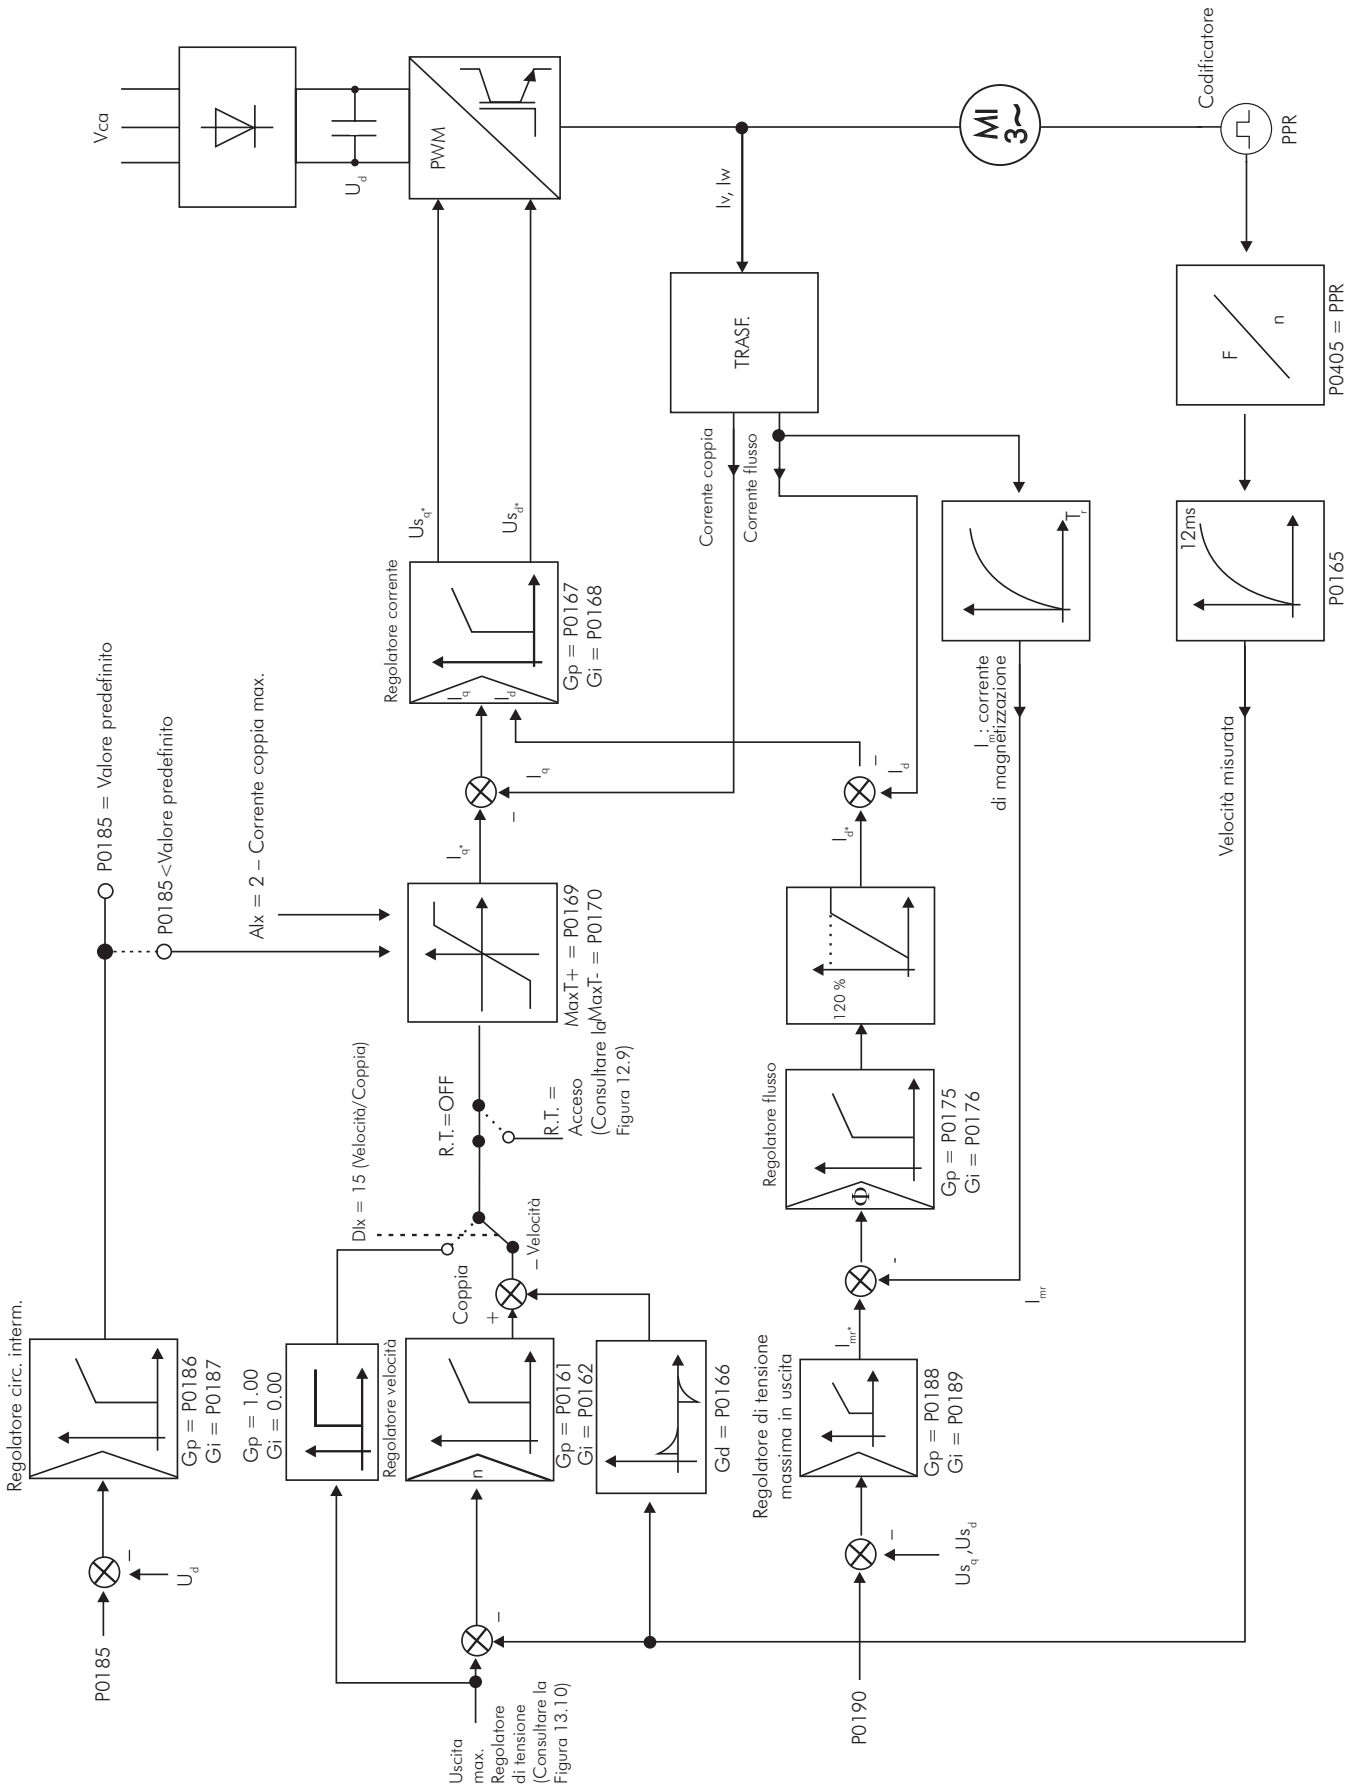 Regolatore circ. interm.
P0185
U_d
–
Gp = P0186
Gi = P0187
P0185 = Valore predefinito
P0185<Valore predefinito
AIx = 2 – Corrente coppia max.
Vca
U_d
PWM
Gp = 1.00
Gi = 0.00
Coppia
DIx = 15 (Velocità/Coppia)
Uscita
max.
Regolatore
di tensione
(Consultare la
Figura 13.10)
–
Regolatore velocità
n
Gp = P0161
Gi = P0162
+
– Velocità
Gd = P0166
R.T.=OFF
R.T. =
Acceso
(Consultare la
Figura 12.9)
MaxT+ = P0169
MaxT- = P0170
I_q*
–
I_q
Regolatore corrente
I_q
I_d
Gp = P0167
Gi = P0168
Us_q*
Us_d*
Iv, Iw
TRASF.
Corrente coppia
Corrente flusso
MI
3~
Codificatore
PPR
Regolatore di tensione
massima in uscita
P0190
–
Us_q ,Us_d
Gp = P0188
Gi = P0189
I_mr*
-
I_mr
Regolatore flusso
Φ
Gp = P0175
Gi = P0176
120 %
I_d*
–
I_d
I_m: corrente
di magnetizzazione
T_r
Velocità misurata
12ms
P0165
F
n
P0405 = PPR